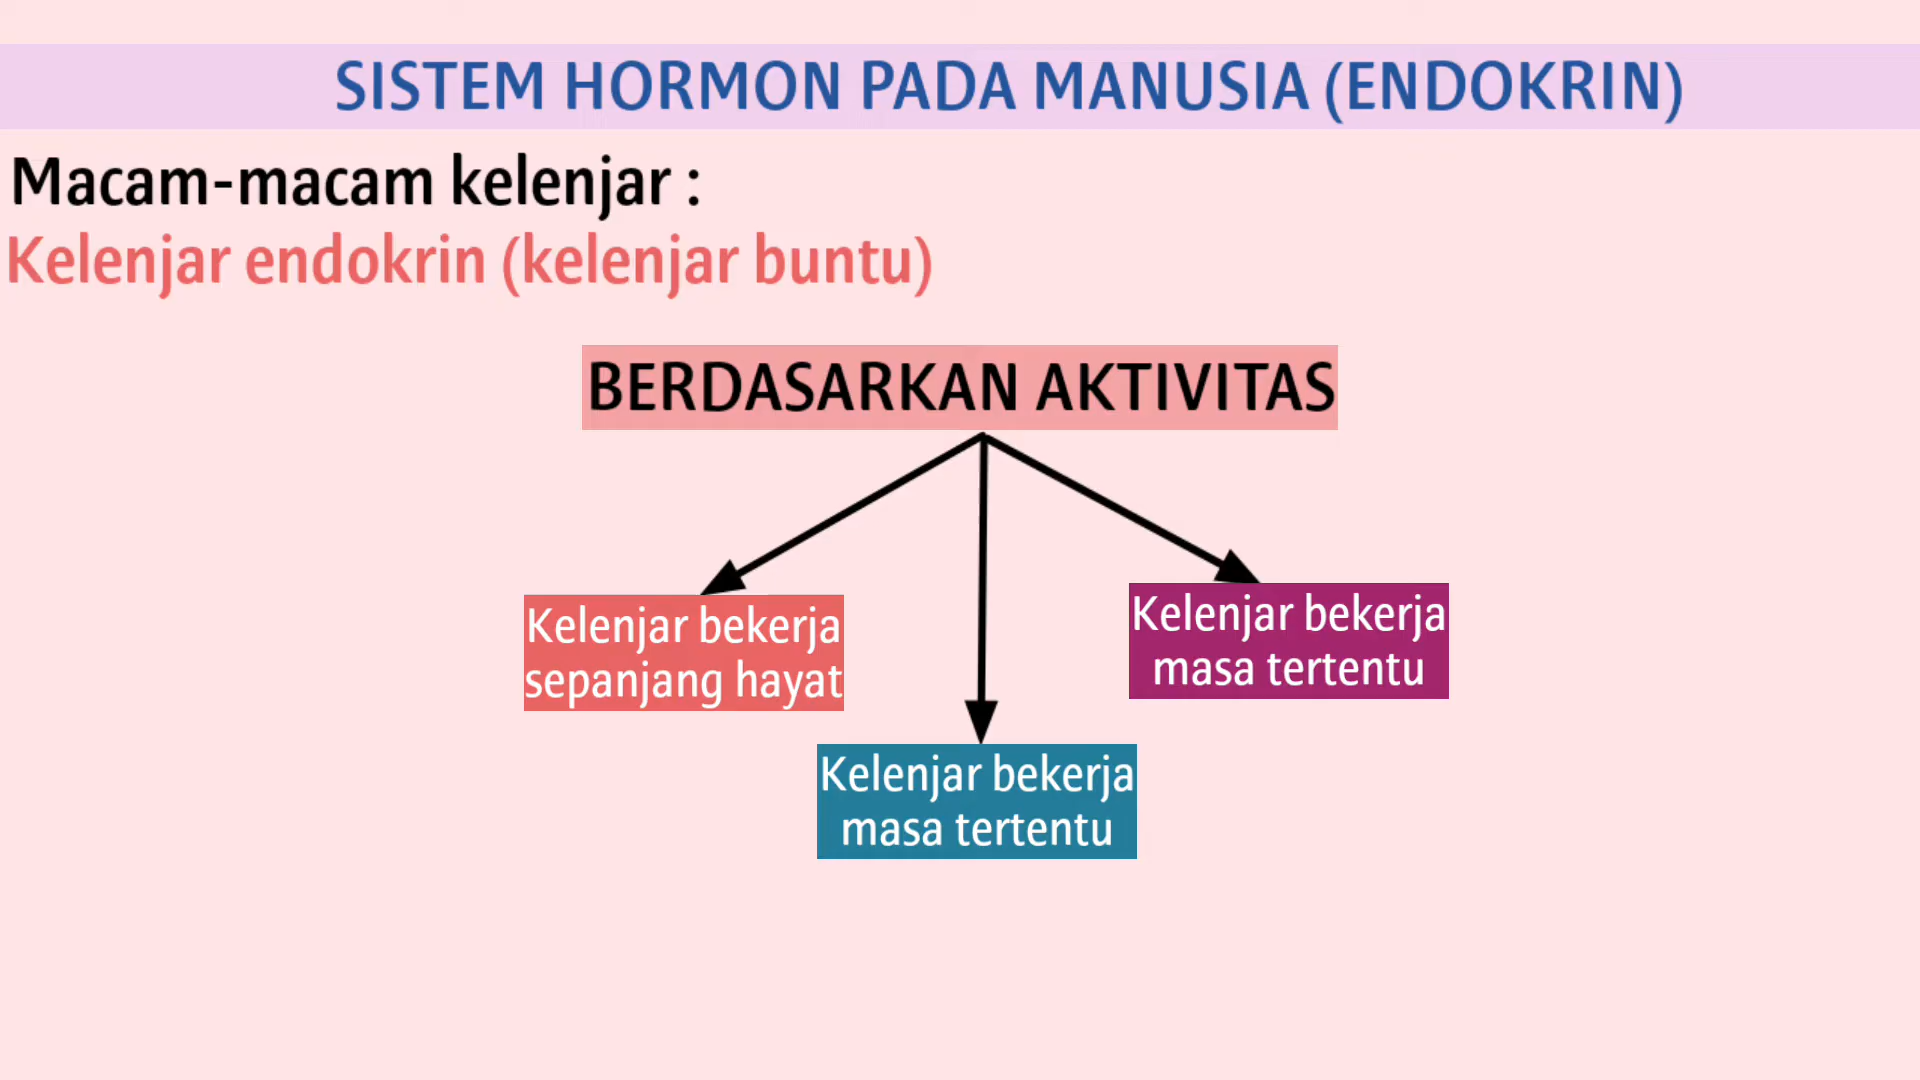 SISTEM HORMON PADA MANUSIA (ENDOKRIN)
Macam-macam kelenjar :
Kelenjar endokrin (kelenjar buntu)
BERDASARKAN AKTIVITAS
Kelenjar bekerja
sepanjang hayat
Kelenjar bekerja
masa tertentu
Kelenjar bekerja
masa tertentu